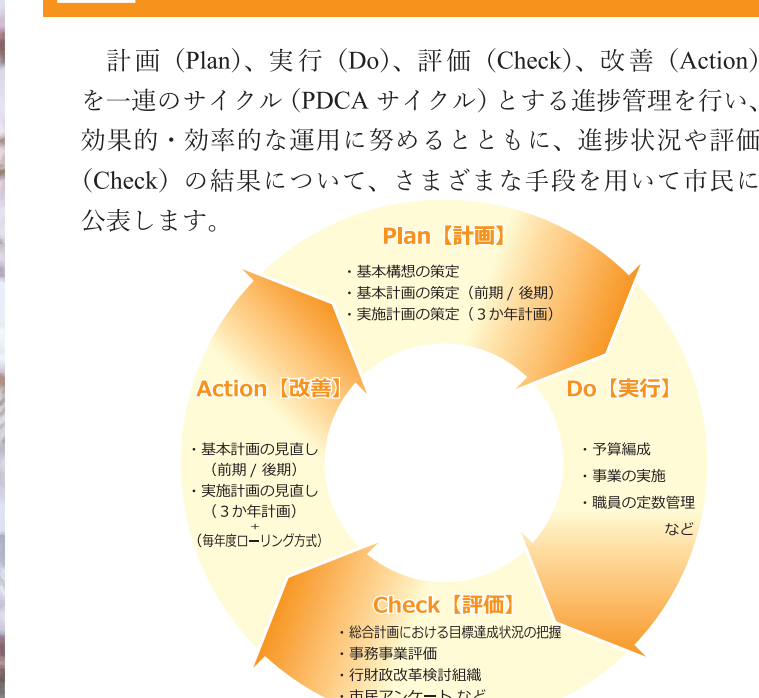 計画（Plan）、実行（Do）、評価（Check）、改善（Action）
を一連のサイクル（PDCA サイクル）とする進捗管理を行い、
効果的・効率的な運用に努めるとともに、進捗状況や評価
（Check）の結果について、さまざまな手段を用いて市民に
公表します。
Plan【計画】
・基本構想の策定
・基本計画の策定（前期 / 後期）
・実施計画の策定（３か年計画）
Do【実行】
・予算編成
・事業の実施
・職員の定数管理
など
Check【評価】
・総合計画における目標達成状況の把握
・事務事業評価
・行財政改革検討組織
・市民アンケート など
Action【改善】
・基本計画の見直し
（前期 / 後期）
・実施計画の見直し
（３か年計画）
+
（毎年度ローリング方式）